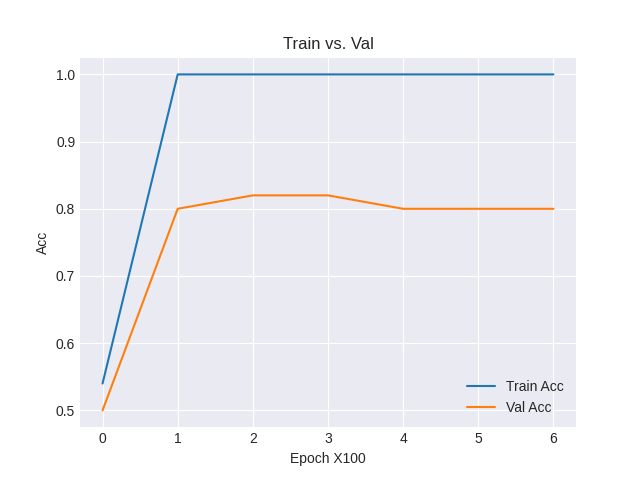 Train vs. Val
1.0
0.9
0.8
0.7
0.6
0.5
Acc
Train Acc
Val Acc
0 1 2 3 4 5 6
Epoch X100